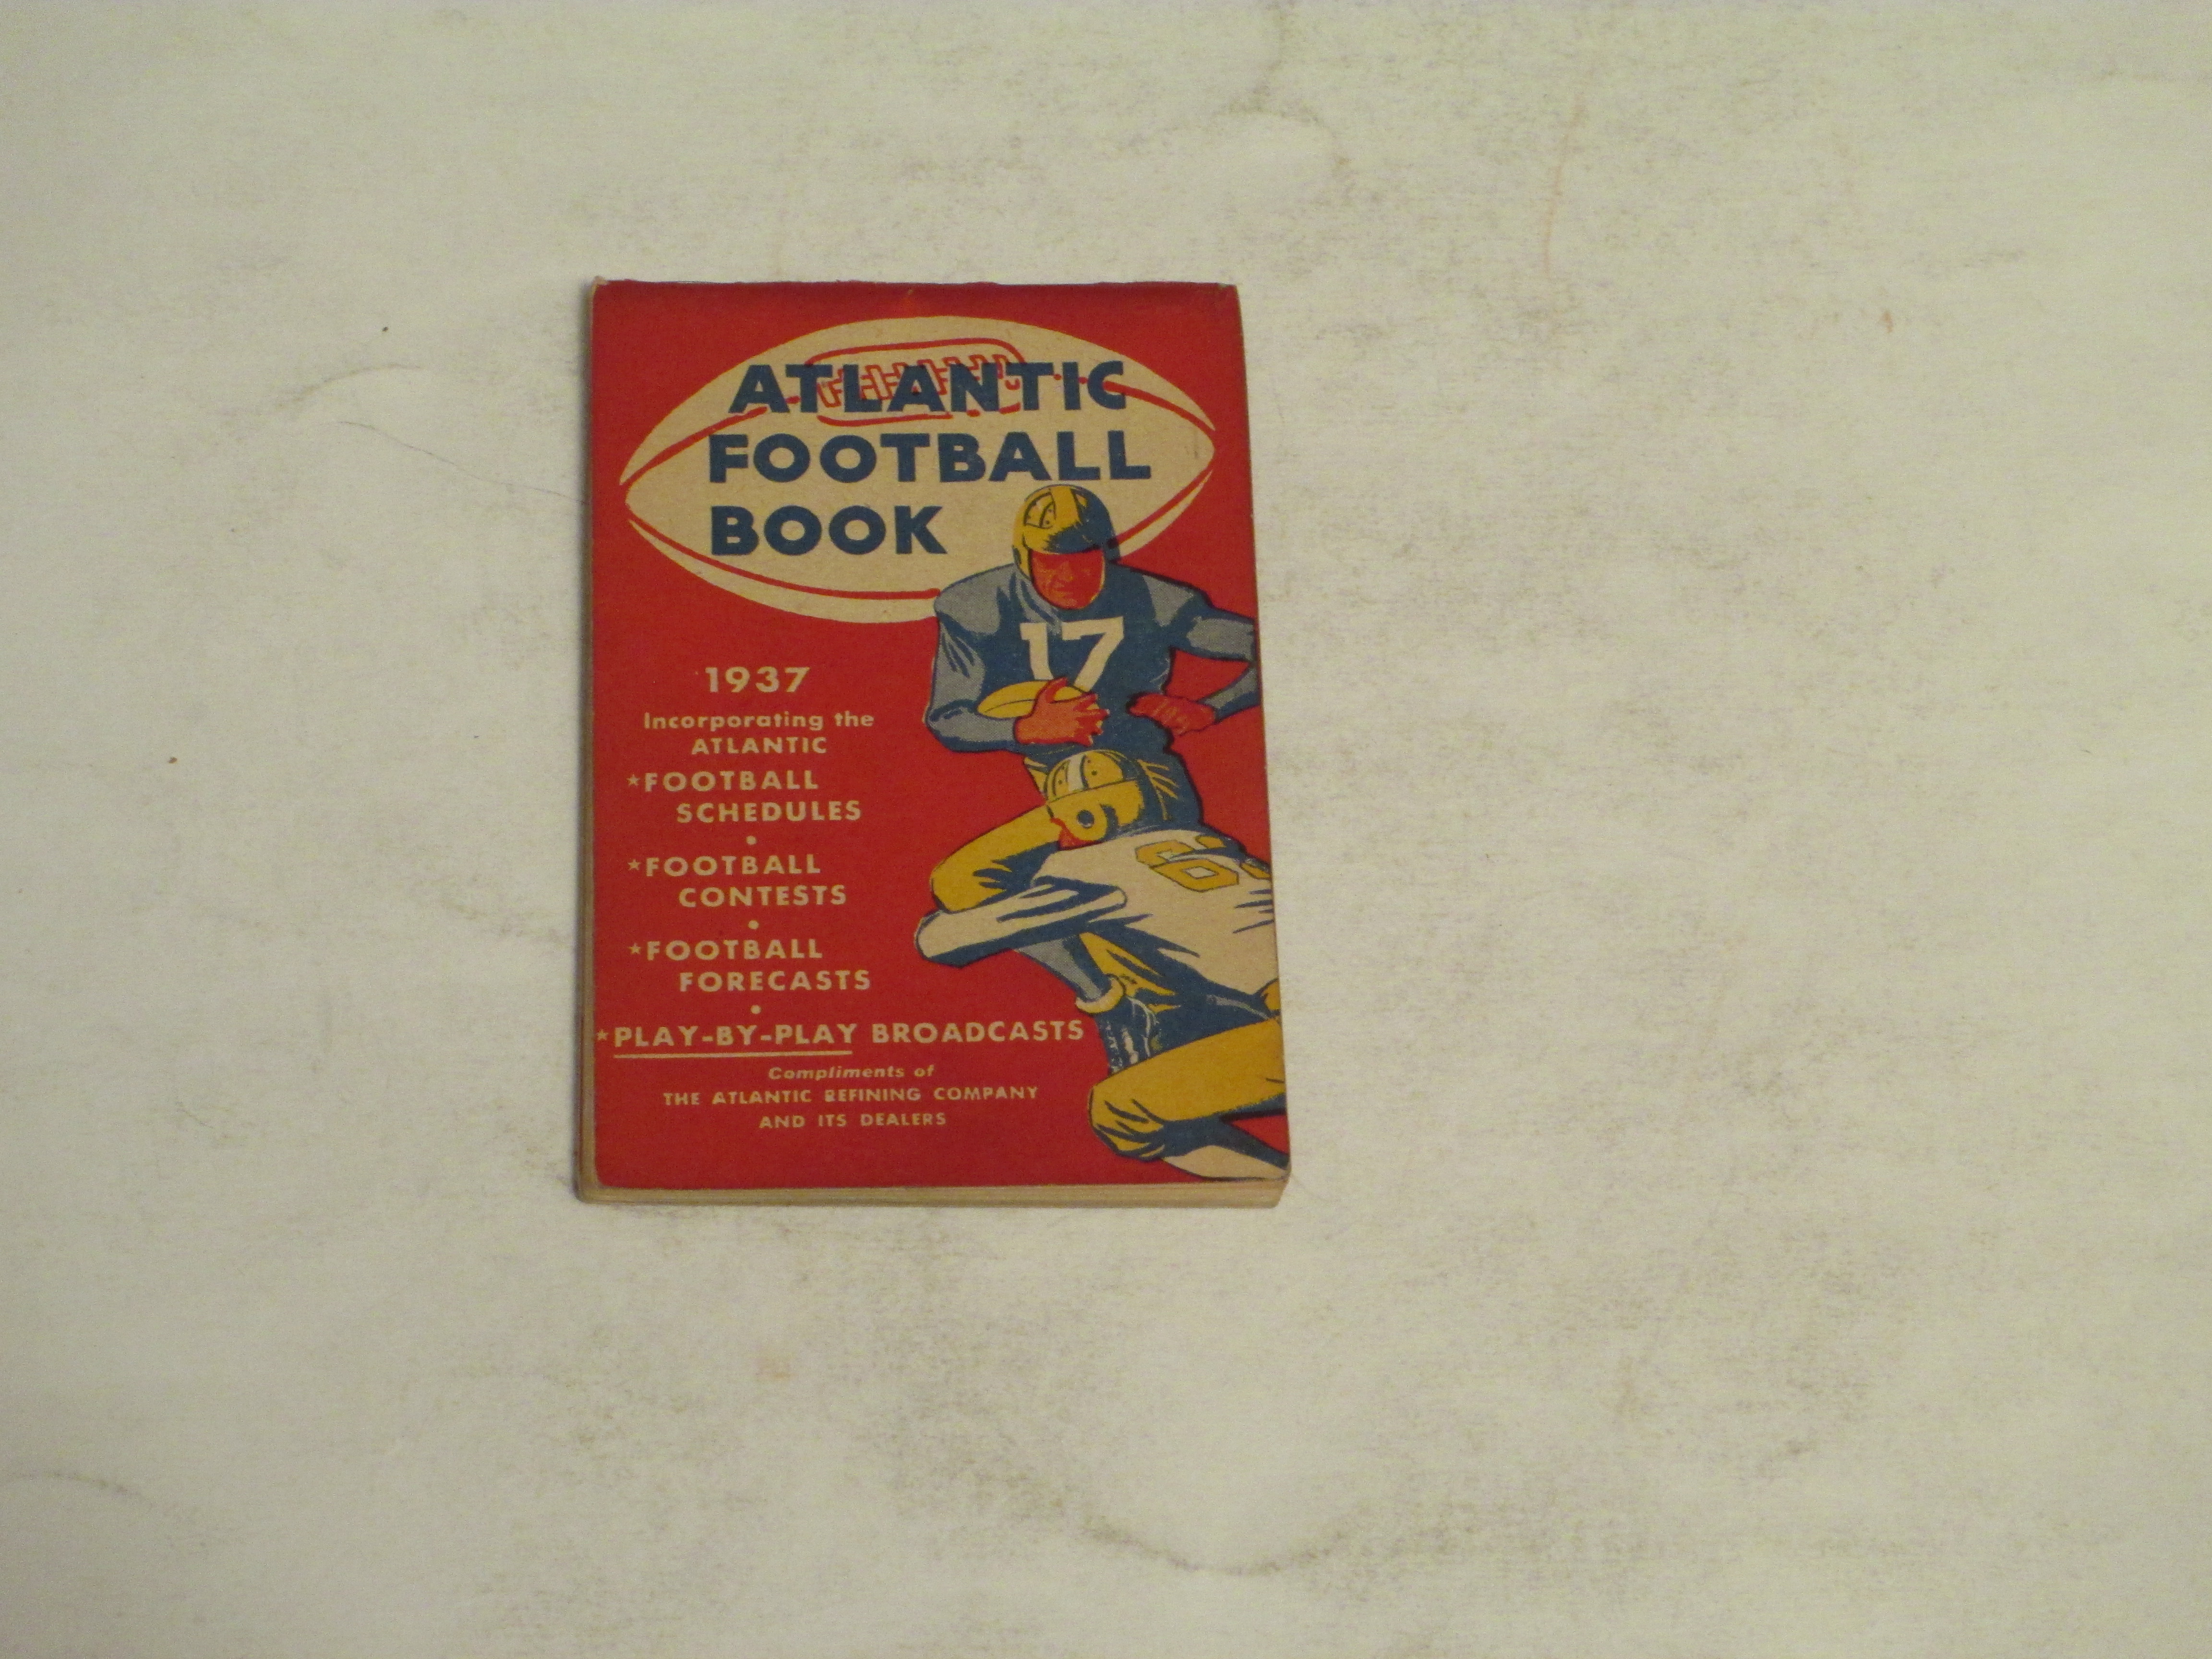 ATLANTIC
FOOTBALL
BOOK
17
1937
Incorporating the
ATLANTIC
*FOOTBALL
SCHEDULES
•
*FOOTBALL
CONTESTS
•
*FOOTBALL
FORECASTS
•
*PLAY-BY-PLAY BROADCASTS
Compliments of
THE ATLANTIC REFINING COMPANY
AND ITS DEALERS